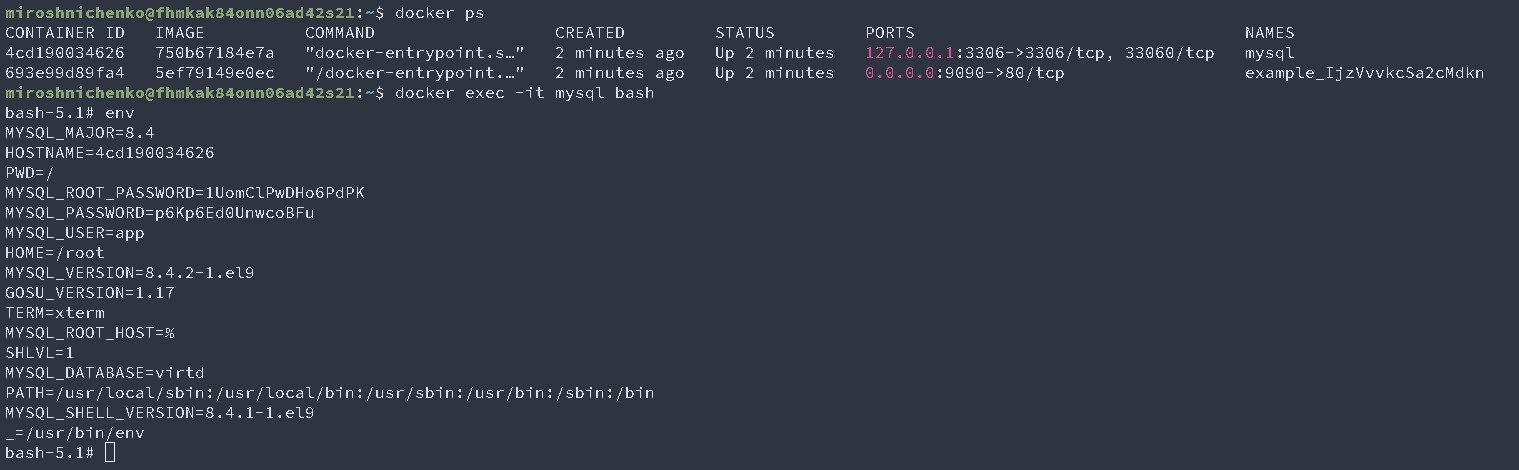 miroshnichenko@fhmkak84onn06ad42s21:~$ docker ps
CONTAINER ID   IMAGE          COMMAND                  CREATED         STATUS         PORTS                                 NAMES
4cd190034626   750b67184e7a   "docker-entrypoint.s…"   2 minutes ago   Up 2 minutes   127.0.0.1:3306->3306/tcp, 33060/tcp   mysql
693e99d89fa4   5ef79149e0ec   "/docker-entrypoint.…"   2 minutes ago   Up 2 minutes   0.0.0.0:9090->80/tcp                  example_IjzVvvkcSa2cMdkn
miroshnichenko@fhmkak84onn06ad42s21:~$ docker exec -it mysql bash
bash-5.1# env
MYSQL_MAJOR=8.4
HOSTNAME=4cd190034626
PWD=/
MYSQL_ROOT_PASSWORD=1UomClPwDHo6PdPK
MYSQL_PASSWORD=p6Kp6Ed0UnwcoBFu
MYSQL_USER=app
HOME=/root
MYSQL_VERSION=8.4.2-1.el9
GOSU_VERSION=1.17
TERM=xterm
MYSQL_ROOT_HOST=%
SHLVL=1
MYSQL_DATABASE=virtd
PATH=/usr/local/sbin:/usr/local/bin:/usr/sbin:/usr/bin:/sbin:/bin
MYSQL_SHELL_VERSION=8.4.1-1.el9
_=/usr/bin/env
bash-5.1#